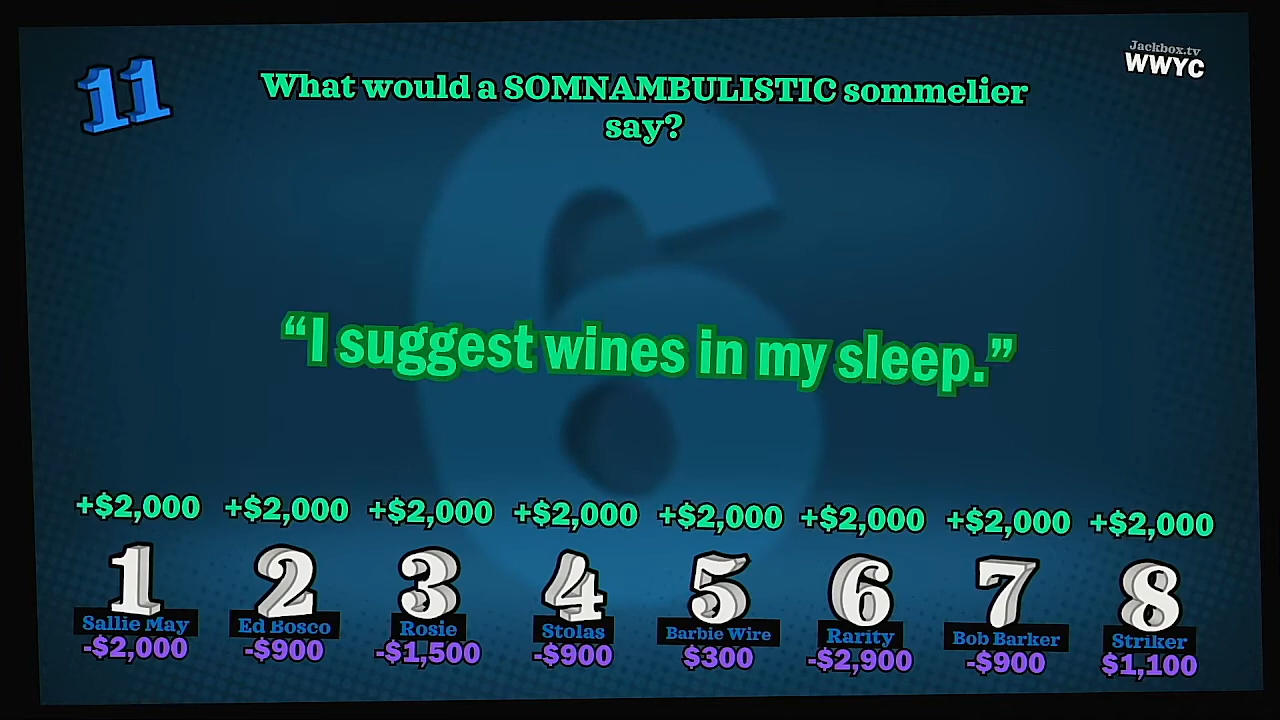 11
What would a SOMNAMBULISTIC sommelier
say?
Jackbox.tv
WWYC
6
“I suggest wines in my sleep.”
+$2,000 +$2,000 +$2,000 +$2,000 +$2,000 +$2,000 +$2,000 +$2,000
1 2 3 4 5 6 7 8
Sallie May Ed Bosco Rosie Stolas Barbie Wire Rarity Bob Barker Striker
-$2,000 -$900 -$1,500 -$900 $300 -$2,900 -$900 $1,100